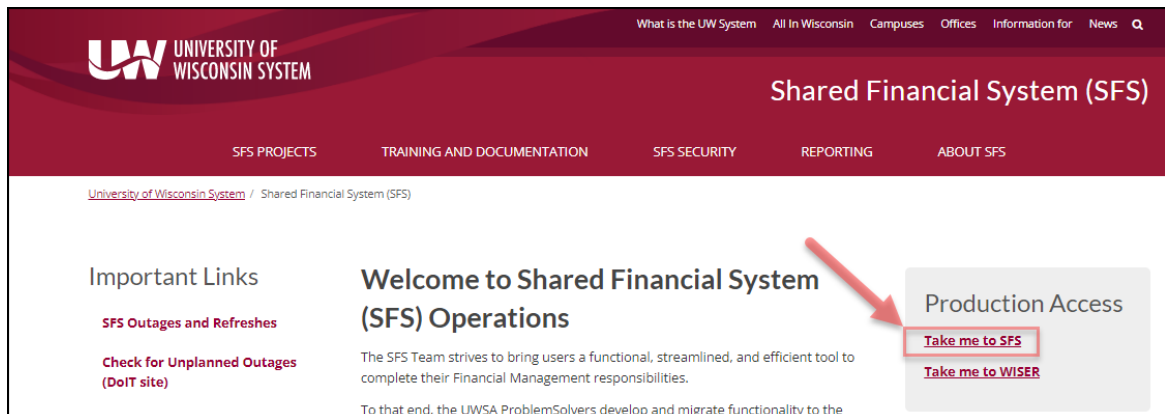 What is the UW System All In Wisconsin Campuses Offices Information for News
UW UNIVERSITY OF
WISCONSIN SYSTEM
Shared Financial System (SFS)
SFS PROJECTS TRAINING AND DOCUMENTATION SFS SECURITY REPORTING ABOUT SFS
University of Wisconsin System / Shared Financial System (SFS)
Important Links
SFS Outages and Refreshes
Check for Unplanned Outages
(DoIT site)
Welcome to Shared Financial System
(SFS) Operations
The SFS Team strives to bring users a functional, streamlined, and efficient tool to
complete their Financial Management responsibilities.
To that end, the UWSA ProblemSolvers develop and migrate functionality to the
Production Access
Take me to SFS
Take me to WISER